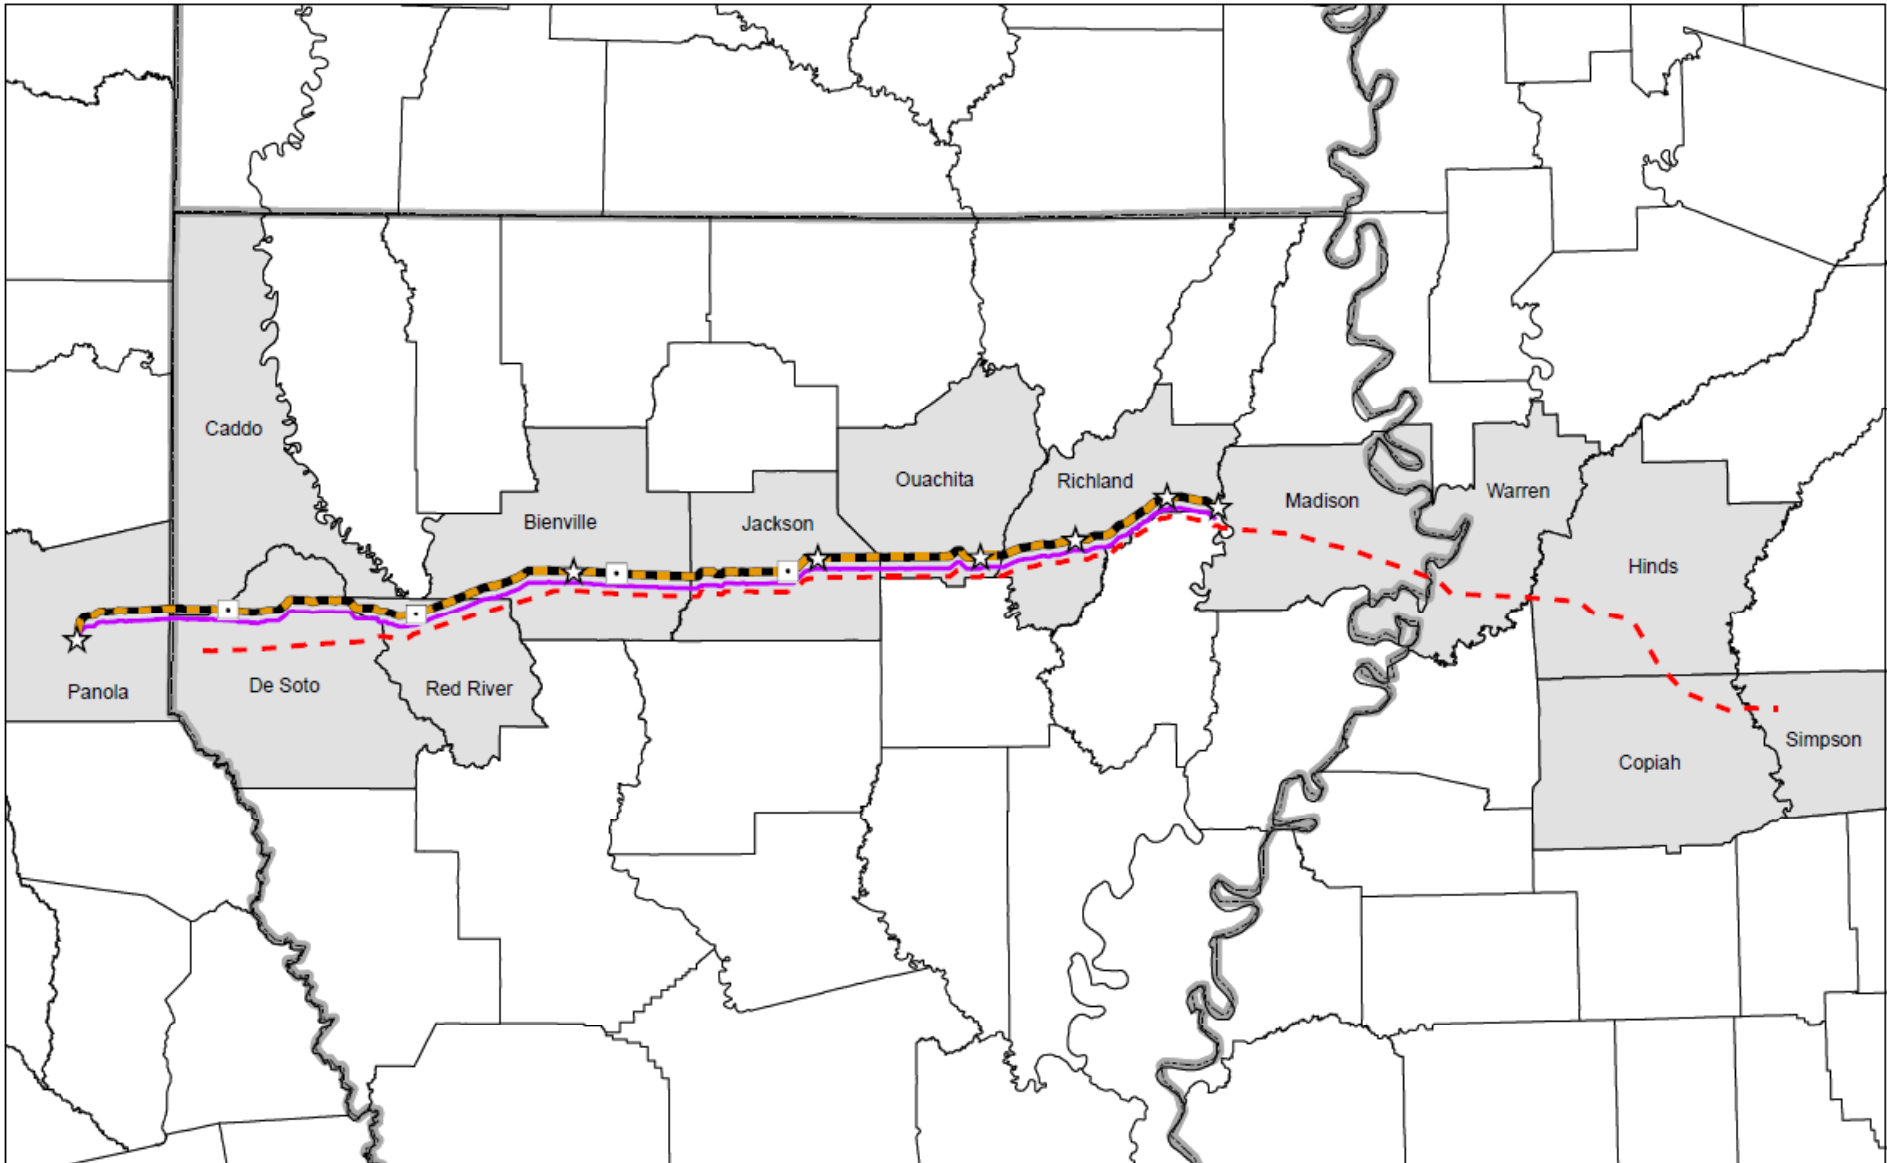 Caddo
Ouachita
Richland
Madison
Warren
Bienville
Jackson
Hinds
Panola
De Soto
Red River
Simpson
Copiah